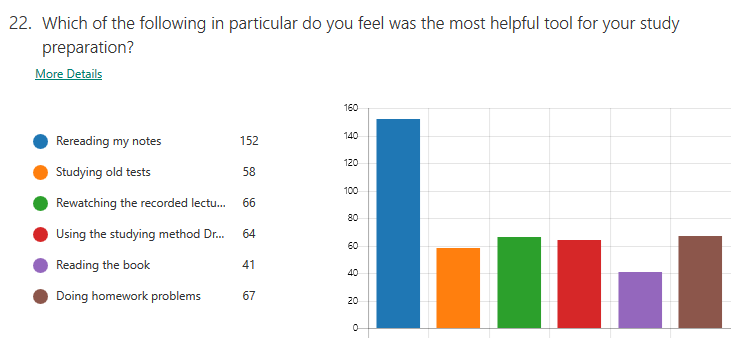 22. Which of the following in particular do you feel was the most helpful tool for your study
preparation?
More Details
Rereading my notes 152
Studying old tests 58
Rewatching the recorded lectu... 66
Using the studying method Dr... 64
Reading the book 41
Doing homework problems 67
160
140
120
100
80
60
40
20
0